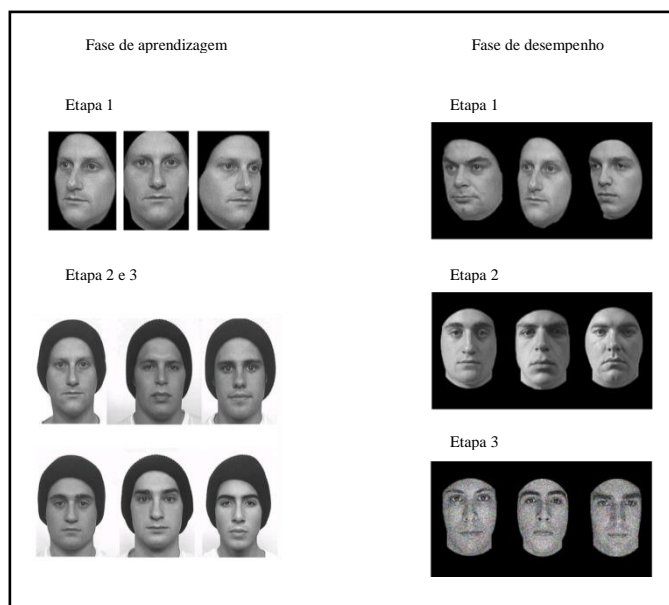 Fase de aprendizagem
Fase de desempenho
Etapa 1
Etapa 1
Etapa 2 e 3
Etapa 2
Etapa 3